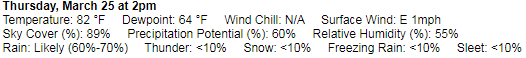 Thursday, March 25 at 2pm
Temperature: 82 °F Dewpoint: 64 °F Wind Chill: N/A Surface Wind: E 1mph
Sky Cover (%): 89% Precipitation Potential (%): 60% Relative Humidity (%): 55%
Rain: Likely (60%-70%) Thunder: <10% Snow: <10% Freezing Rain: <10% Sleet: <10%